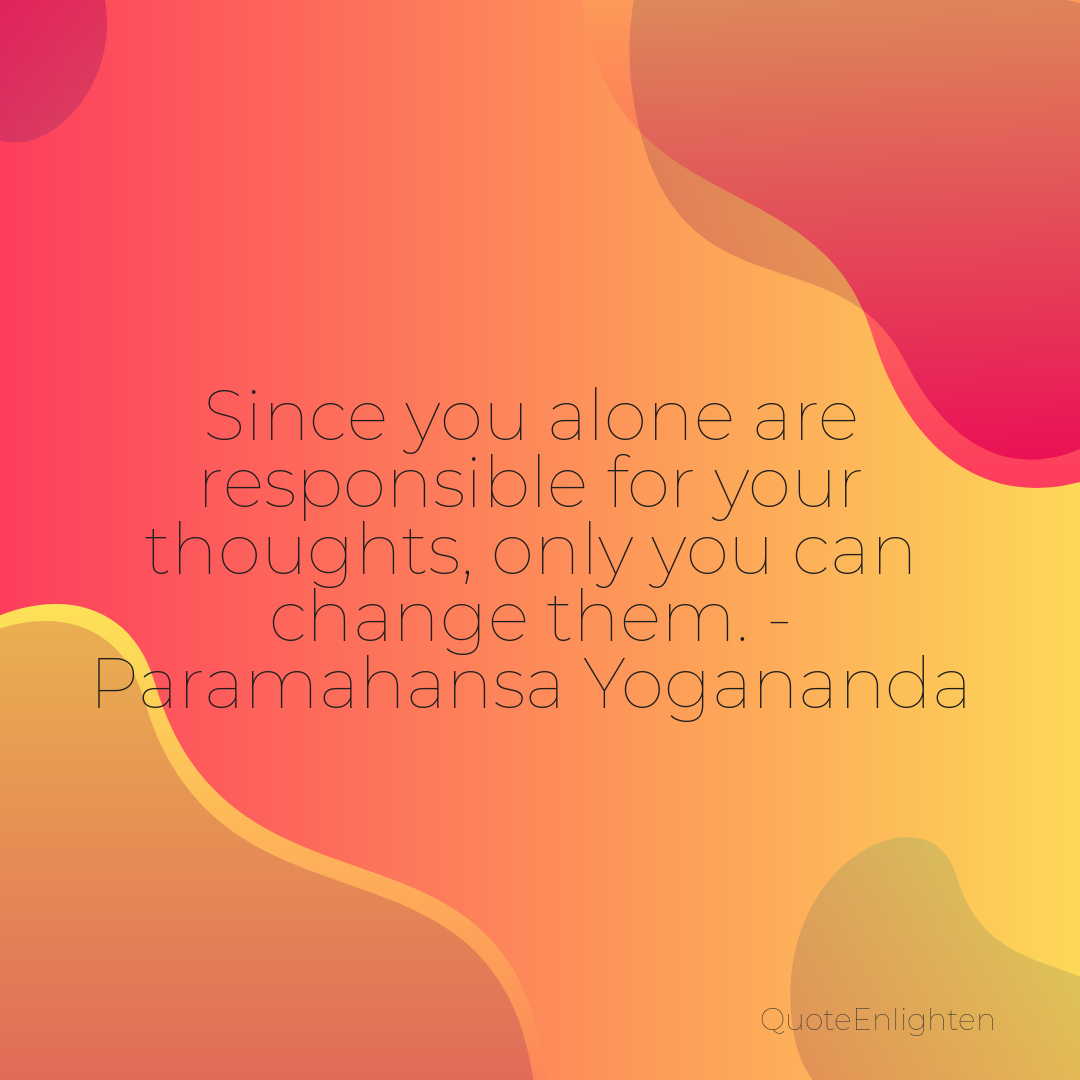 Since you alone are
responsible for your
thoughts, only you can
change them. -
Paramahansa Yogananda
QuoteEnlighten